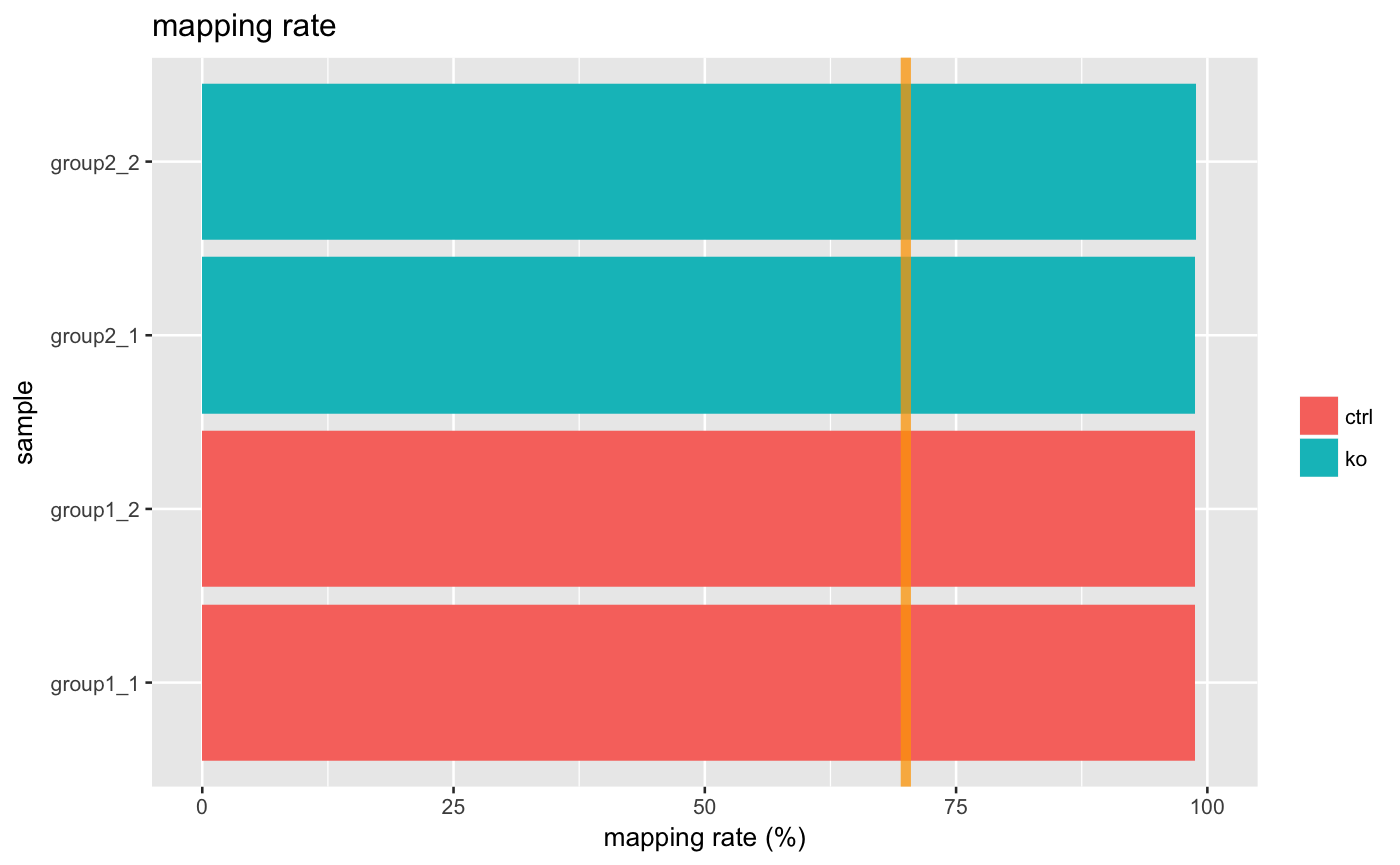 mapping rate
group2_2
group2_1
group1_2
group1_1
sample
0 25 50 75 100
mapping rate (%)
ctrl
ko